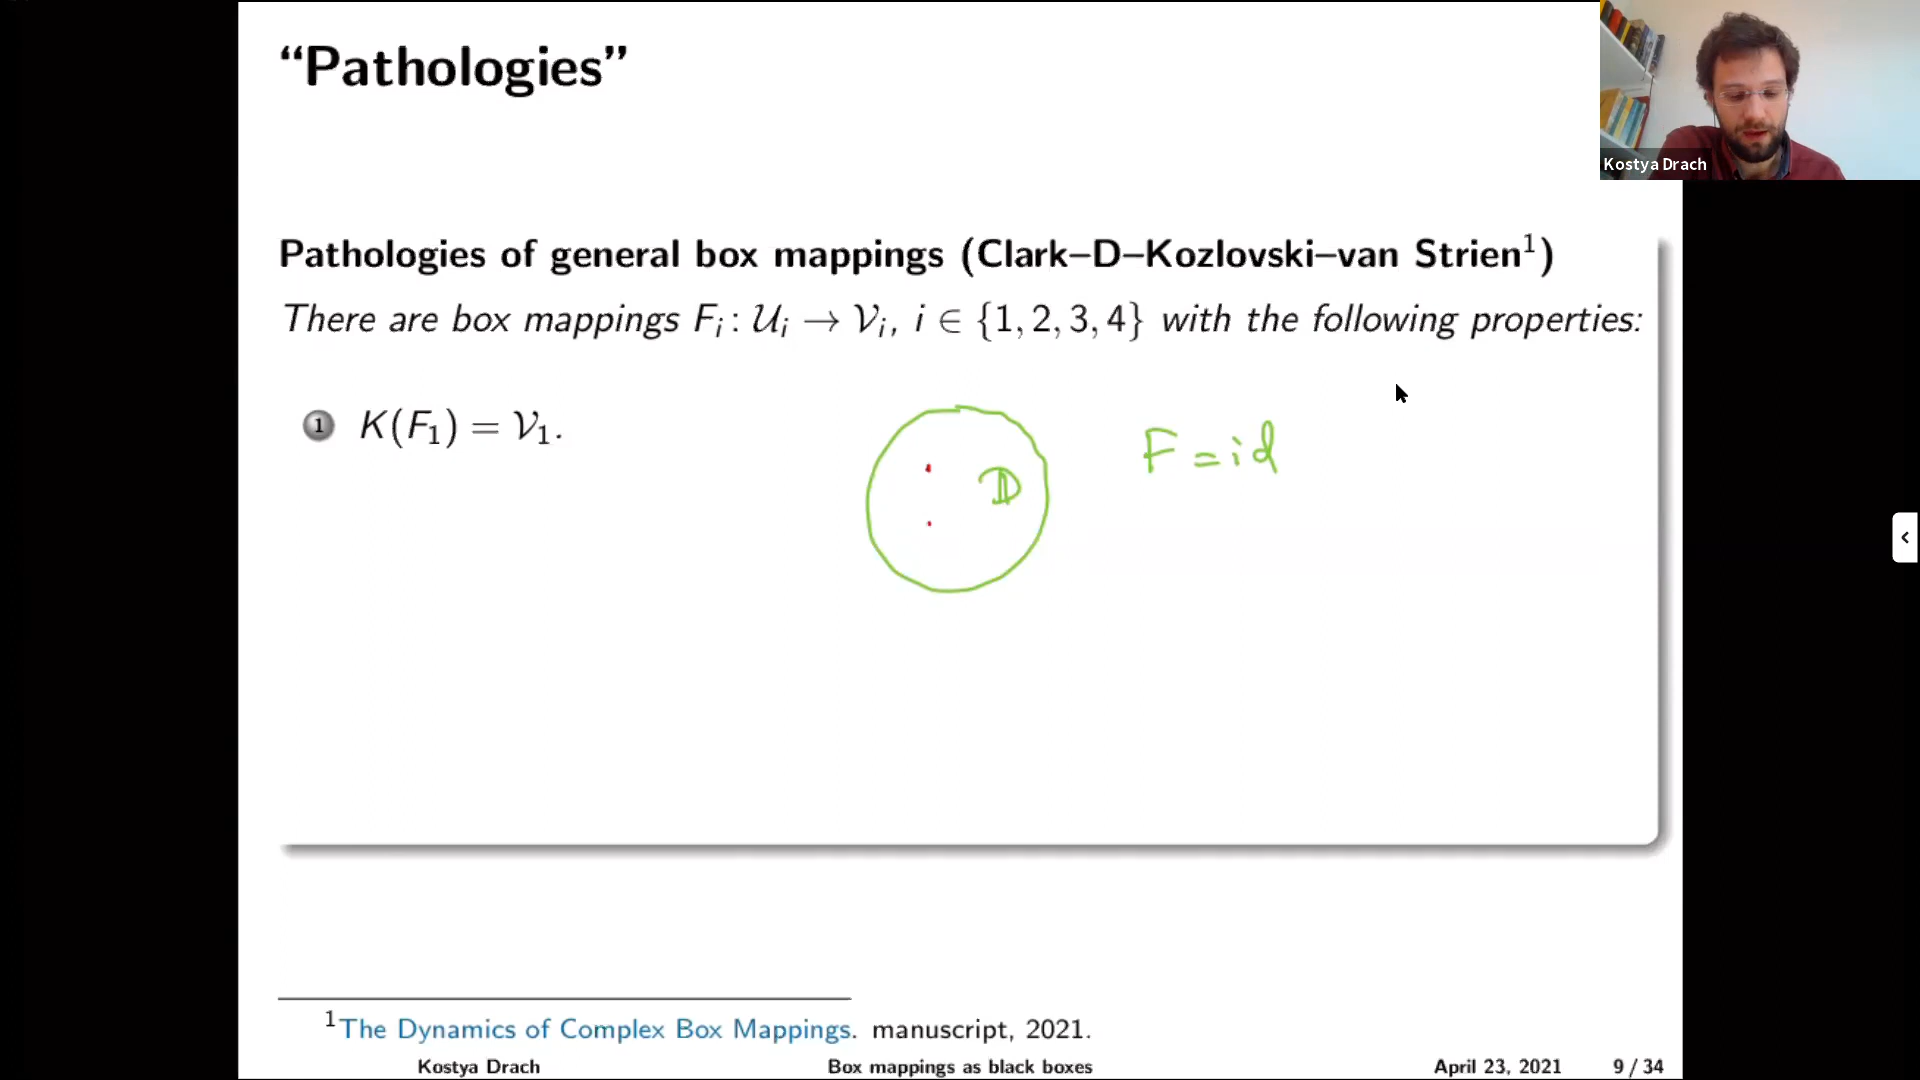 “Pathologies”
Kostya Drach
Pathologies of general box mappings (Clark–D–Kozlovski–van Strien¹)
There are box mappings Fᵢ : 𝒰ᵢ → 𝒱ᵢ, i ∈ {1, 2, 3, 4} with the following properties:
1 K(F₁) = 𝒱₁.
𝔻
F = id
¹The Dynamics of Complex Box Mappings. manuscript, 2021.
Kostya Drach Box mappings as black boxes April 23, 2021 9 / 34